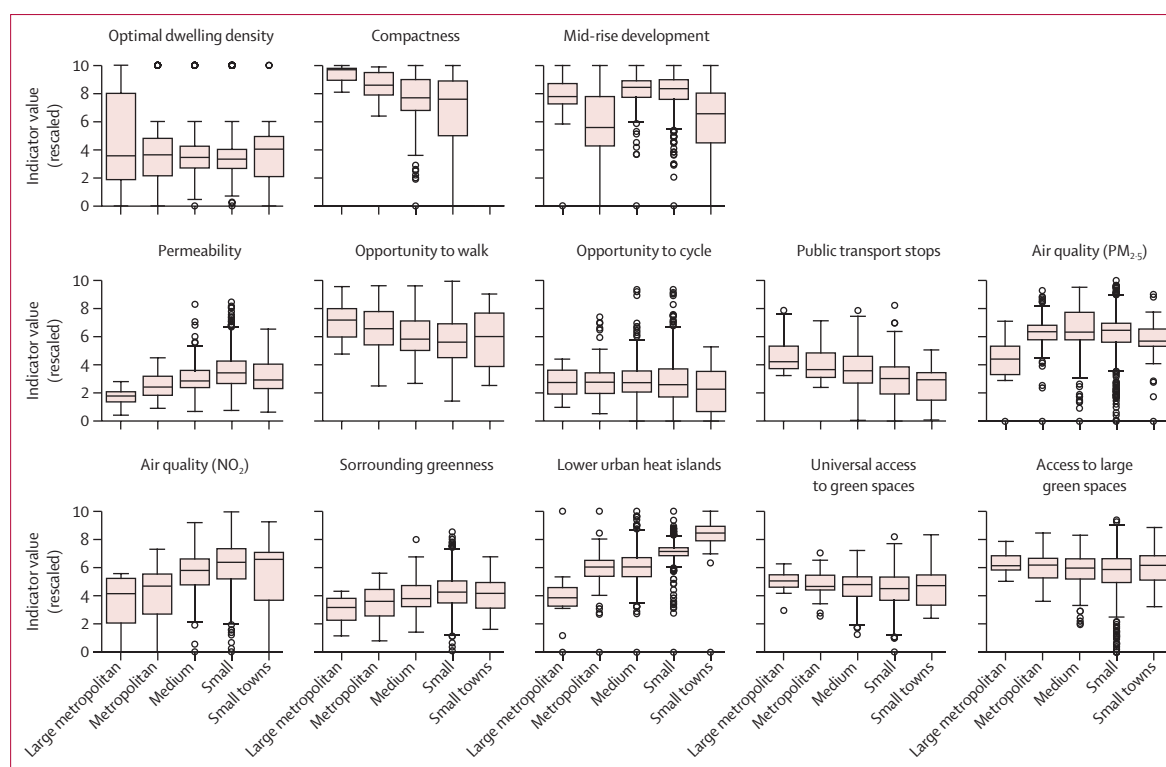 Optimal dwelling density
Compactness
Mid-rise development
Indicator value
(rescaled)
10
8
6
4
2
0
Permeability
Opportunity to walk
Opportunity to cycle
Public transport stops
Air quality (PM2·5)
Indicator value
(rescaled)
10
8
6
4
2
0
Air quality (NO2)
Sorrounding greenness
Lower urban heat islands
Universal access
to green spaces
Access to large
green spaces
Indicator value
(rescaled)
10
8
6
4
2
0
Large metropolitan
Metropolitan
Medium
Small
Small towns
Large metropolitan
Metropolitan
Medium
Small
Small towns
Large metropolitan
Metropolitan
Medium
Small
Small towns
Large metropolitan
Metropolitan
Medium
Small
Small towns
Large metropolitan
Metropolitan
Medium
Small
Small towns